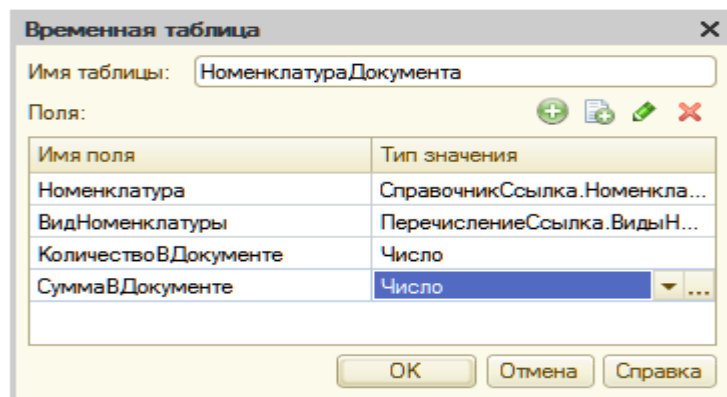 Временная таблица
Имя таблицы: НоменклатураДокумента
Поля:
Имя поля Тип значения
Номенклатура СправочникСсылка.Номенкла...
ВидНоменклатуры ПеречислениеСсылка.ВидыН...
КоличествоВДокументе Число
СуммаВДокументе Число
ОК Отмена Справка